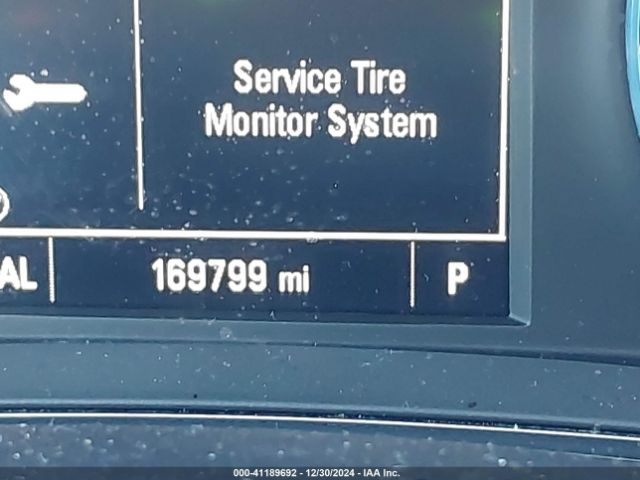 Service Tire
Monitor System
AL
169799 mi
P
000-41189692 - 12/30/2024 - IAA Inc.